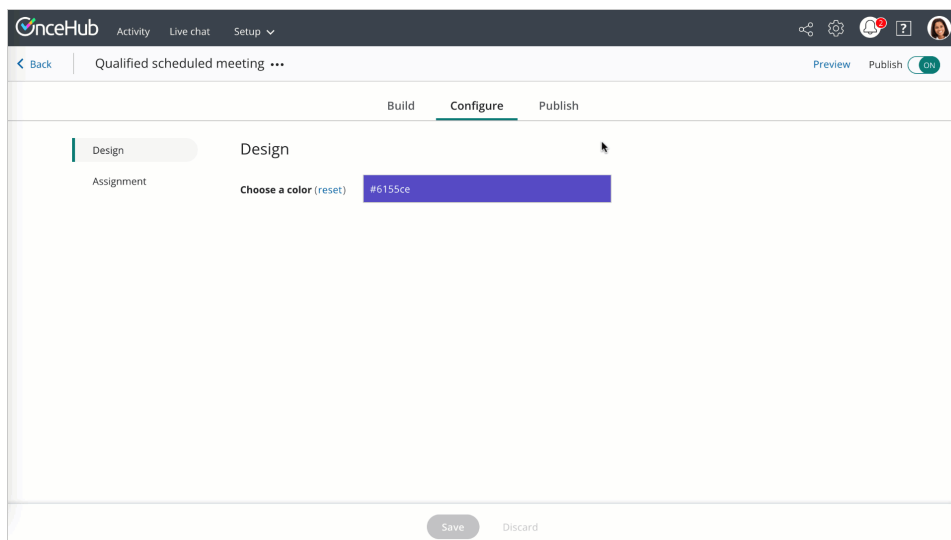 OnceHub Activity Live chat Setup 2 ?
Back Qualified scheduled meeting ••• Preview Publish ON
Build Configure Publish
Design
Assignment
Design
Choose a color (reset) #6155ce
Save Discard